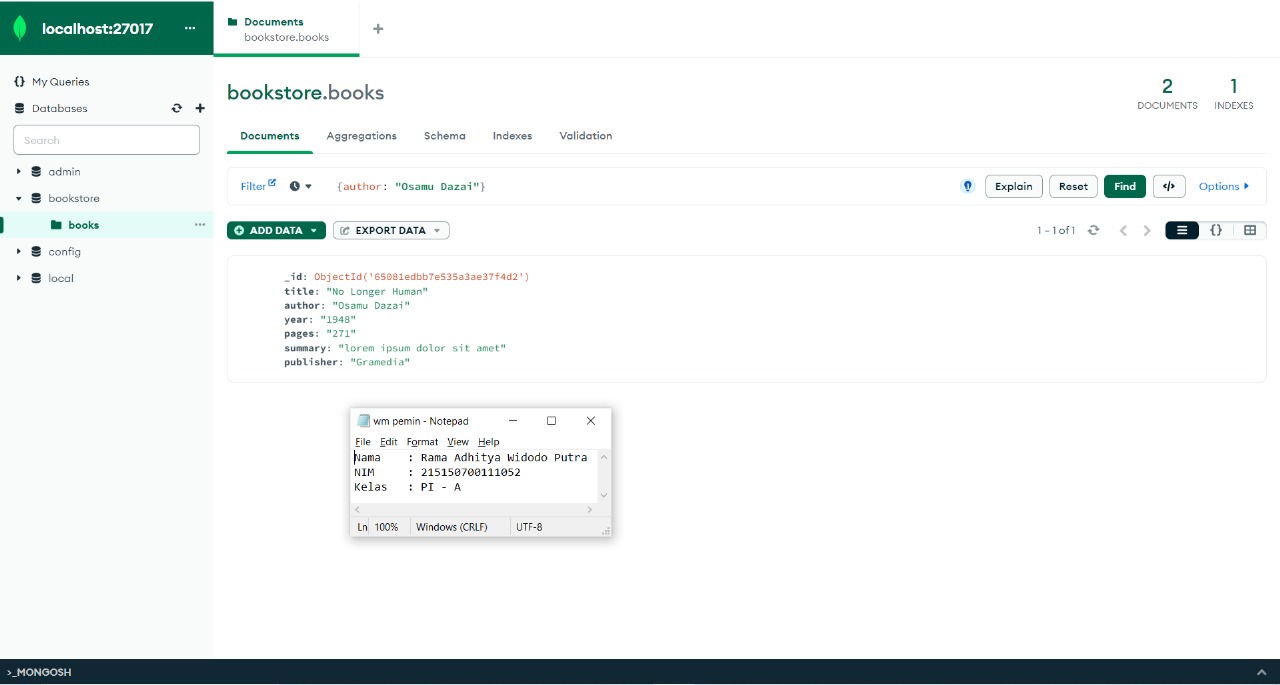 localhost:27017 ...
Documents
bookstore.books
My Queries
Databases
Search
admin
bookstore
books ...
config
local
bookstore.books
2
DOCUMENTS
1
INDEXES
Documents Aggregations Schema Indexes Validation
Filter {author: "Osamu Dazai"} Explain Reset Find </> Options
ADD DATA EXPORT DATA 1 – 1 of 1 {}
_id: ObjectId('65081edbb7e535a3ae37f4d2')
title: "No Longer Human"
author: "Osamu Dazai"
year: "1948"
pages: "271"
summary: "lorem ipsum dolor sit amet"
publisher: "Gramedia"
wm pemin - Notepad
File Edit Format View Help
Nama : Rama Adhitya Widodo Putra
NIM : 215150700111052
Kelas : PI - A
Ln 100% Windows (CRLF) UTF-8
>_MONGOSH